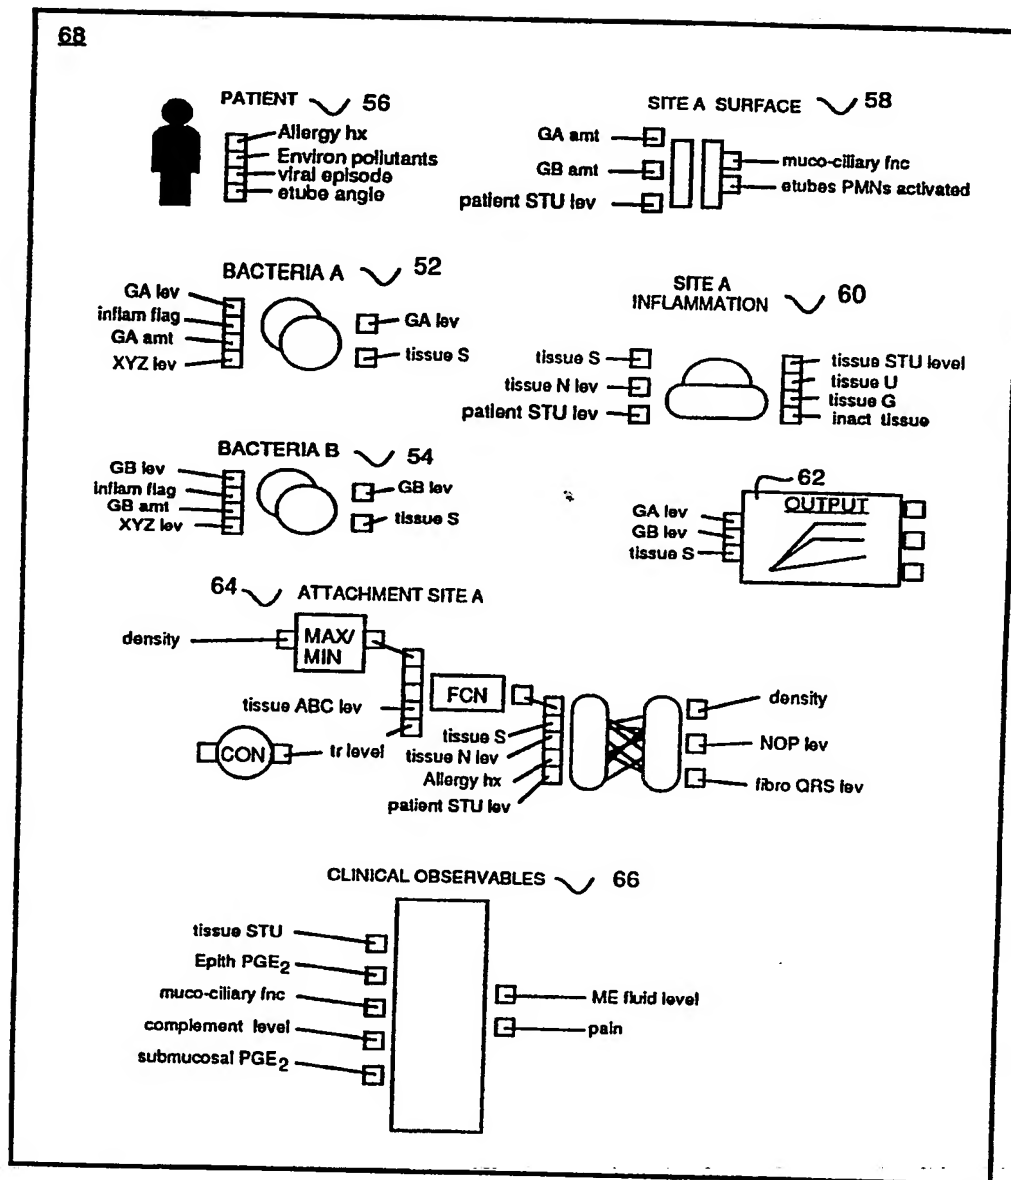 68
PATIENT 56
Allergy hx
Environ pollutants
viral episode
etube angle
SITE A SURFACE 58
GA amt
GB amt
patient STU lev
muco-ciliary fnc
etubes PMNs activated
BACTERIA A 52
GA lev
inflam flag
GA amt
XYZ lev
GA lev
tissue S
SITE A
INFLAMMATION 60
tissue S
tissue N lev
patient STU lev
tissue STU level
tissue U
tissue G
inact tissue
BACTERIA B 54
GB lev
inflam flag
GB amt
XYZ lev
GB lev
tissue S
62
OUTPUT
GA lev
GB lev
tissue S
64 ATTACHMENT SITE A
density
MAX/
MIN
tissue ABC lev
FCN
CON
tr level
tissue S
tissue N lev
Allergy hx
patient STU lev
density
NOP lev
fibro QRS lev
CLINICAL OBSERVABLES 66
tissue STU
Epith PGE2
muco-ciliary fnc
complement level
submucosal PGE2
ME fluid level
pain